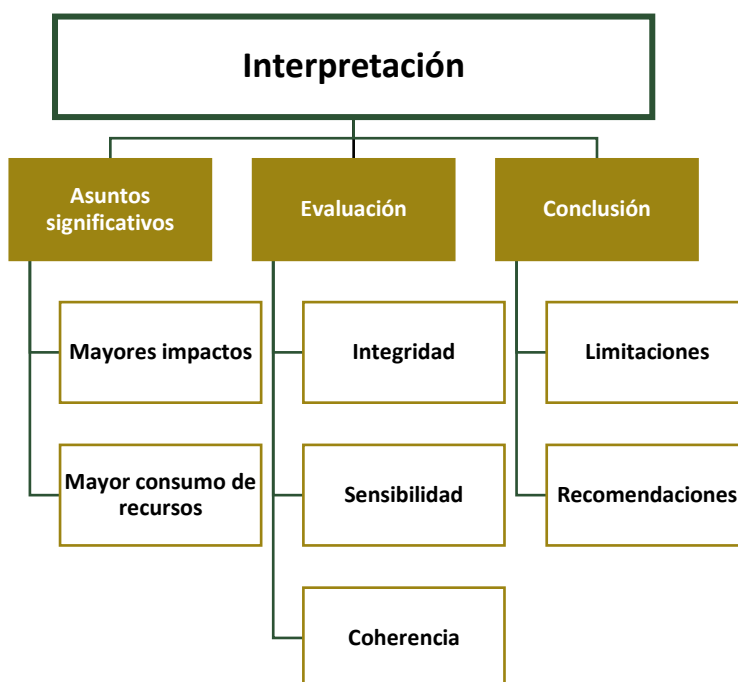 Interpretación
Asuntos
significativos
Evaluación
Conclusión
Mayores impactos
Integridad
Limitaciones
Mayor consumo de
recursos
Sensibilidad
Recomendaciones
Coherencia